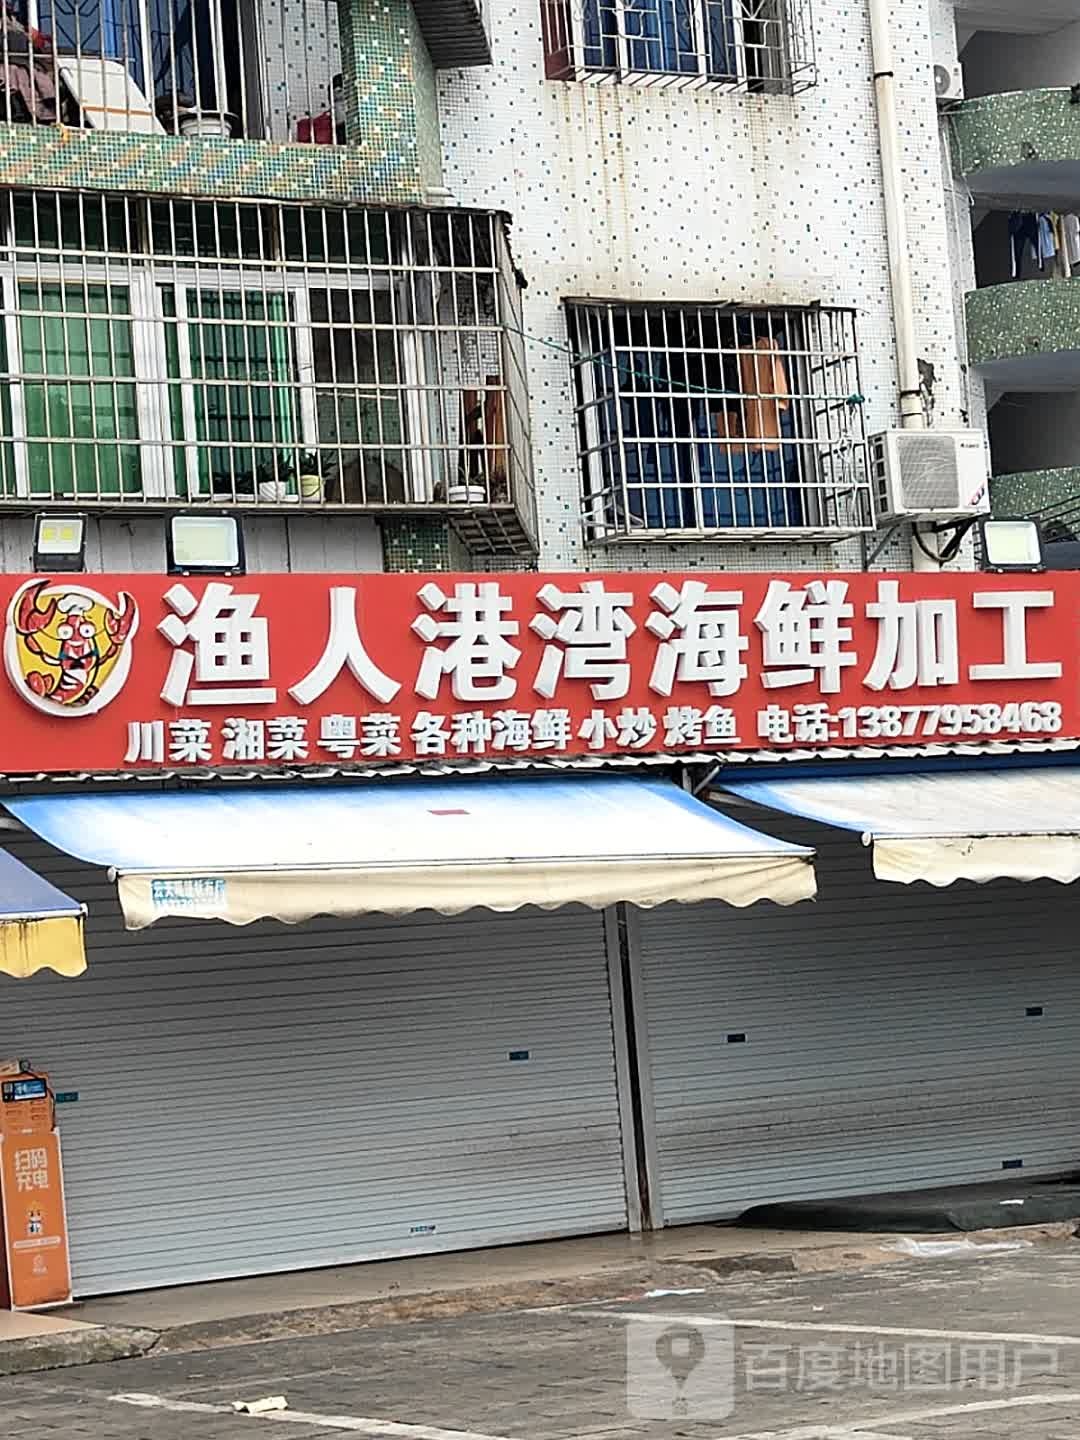 渔人港湾海鲜加工
川菜 湘菜 粤菜 各种海鲜 小炒 烤鱼 电话:13877958468
扫码
充电
百度地图用户